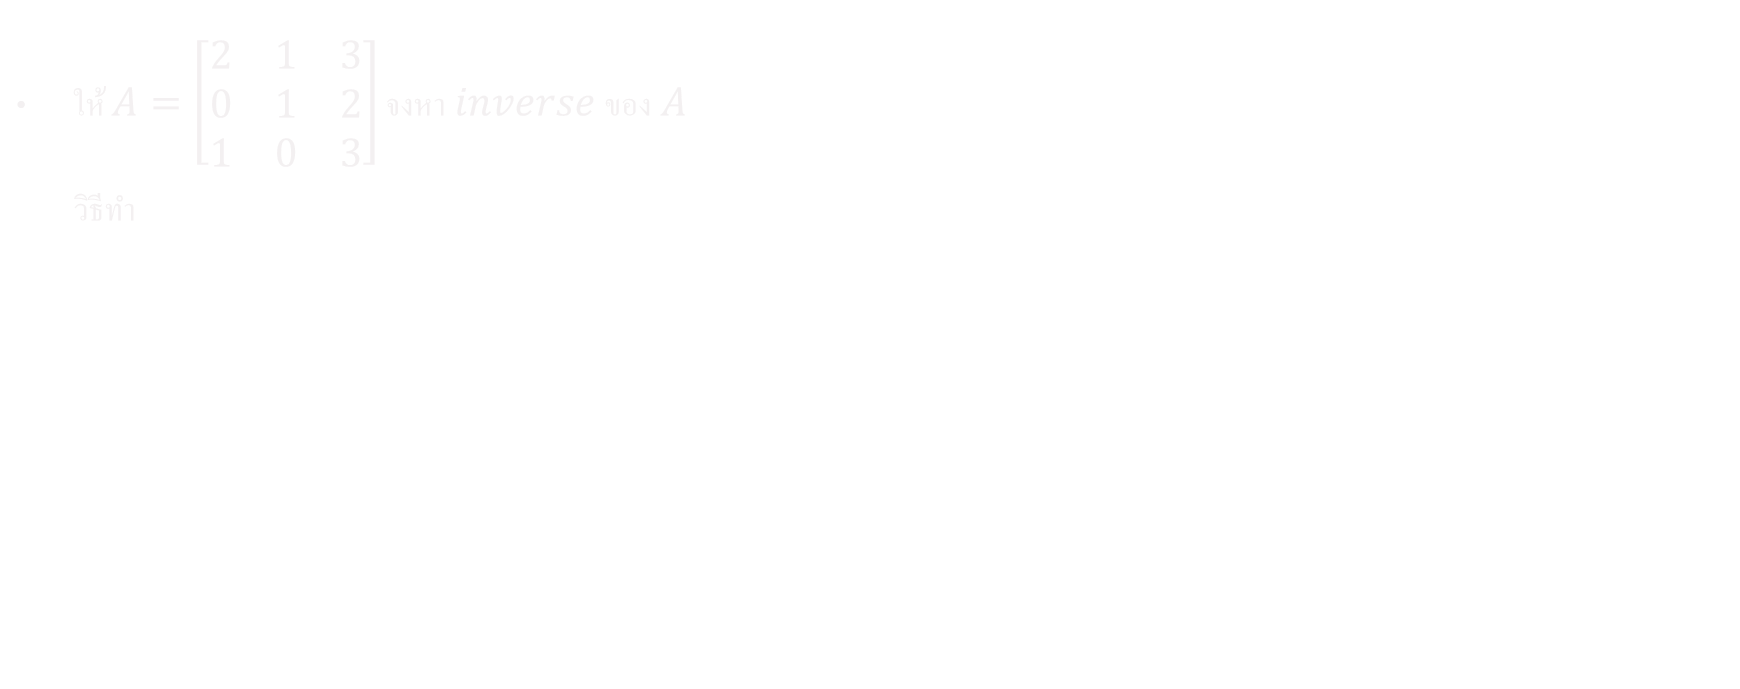 • ให้ A = [2 1 3; 0 1 2; 1 0 3] จงหา inverse ของ A
วิธีทำ